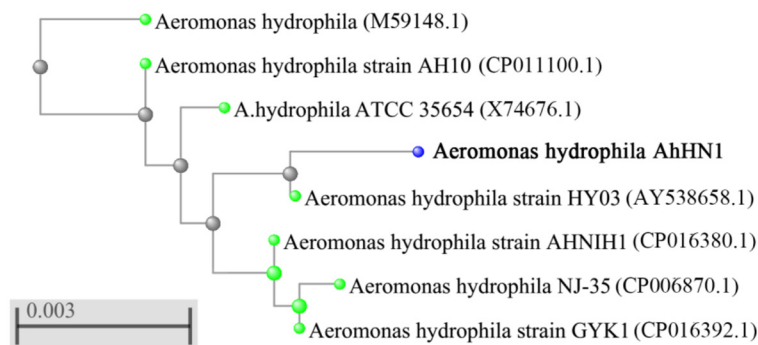 Aeromonas hydrophila (M59148.1)
Aeromonas hydrophila strain AH10 (CP011100.1)
A.hydrophila ATCC 35654 (X74676.1)
Aeromonas hydrophila AhHN1
Aeromonas hydrophila strain HY03 (AY538658.1)
Aeromonas hydrophila strain AHNIH1 (CP016380.1)
Aeromonas hydrophila NJ-35 (CP006870.1)
0.003
Aeromonas hydrophila strain GYK1 (CP016392.1)